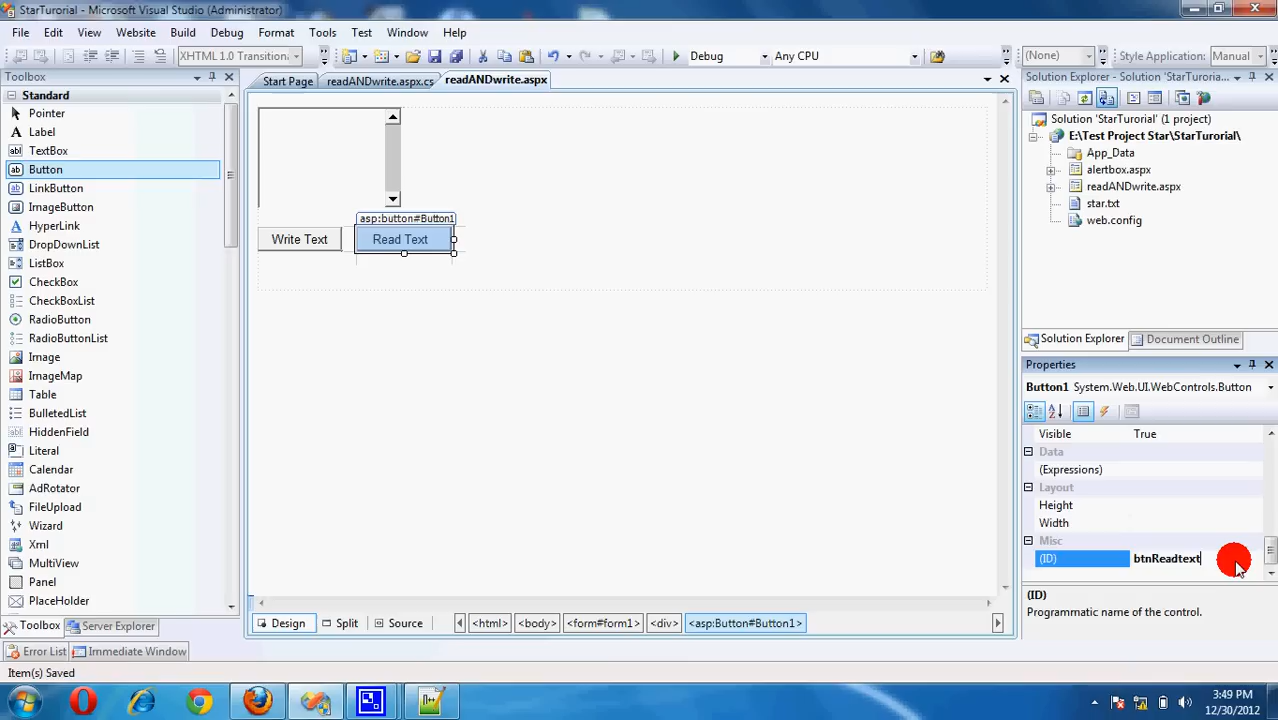 StarTurorial - Microsoft Visual Studio (Administrator)
File Edit View Website Build Debug Format Tools Test Window Help
XHTML 1.0 Transition Debug Any CPU (None) Style Application: Manual
Toolbox
Standard
Pointer
Label
TextBox
Button
LinkButton
ImageButton
HyperLink
DropDownList
ListBox
CheckBox
CheckBoxList
RadioButton
RadioButtonList
Image
ImageMap
Table
BulletedList
HiddenField
Literal
Calendar
AdRotator
FileUpload
Wizard
Xml
MultiView
Panel
PlaceHolder
Toolbox Server Explorer
Start Page readANDwrite.aspx.cs readANDwrite.aspx
asp:button#Button1
Write Text Read Text
Design Split Source <html> <body> <form#form1> <div> <asp:Button#Button1>
Solution Explorer - Solution 'StarTuroria...
Solution 'StarTurorial' (1 project)
E:\Test Project Star\StarTurorial\
App_Data
alertbox.aspx
readANDwrite.aspx
star.txt
web.config
Solution Explorer Document Outline
Properties
Button1 System.Web.UI.WebControls.Button
Visible True
Data
(Expressions)
Layout
Height
Width
Misc
(ID) btnReadtext
(ID)
Programmatic name of the control.
Error List Immediate Window
Item(s) Saved
3:49 PM
12/30/2012